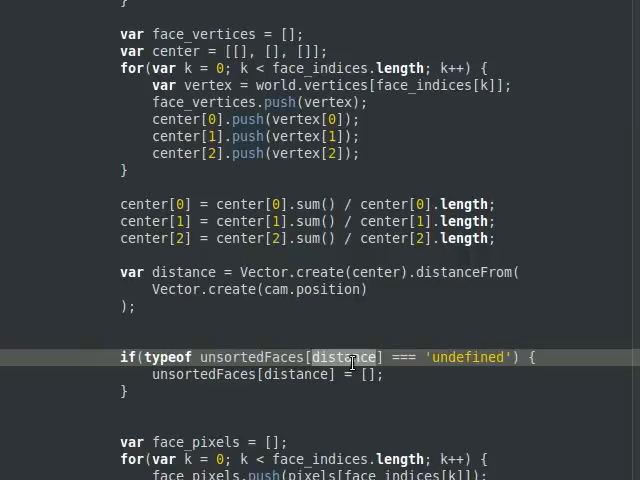 }
var face_vertices = [];
var center = [[], [], []];
for(var k = 0; k < face_indices.length; k++) {
var vertex = world.vertices[face_indices[k]];
face_vertices.push(vertex);
center[0].push(vertex[0]);
center[1].push(vertex[1]);
center[2].push(vertex[2]);
}
center[0] = center[0].sum() / center[0].length;
center[1] = center[1].sum() / center[1].length;
center[2] = center[2].sum() / center[2].length;
var distance = Vector.create(center).distanceFrom(
Vector.create(cam.position)
);
if(typeof unsortedFaces[distance] === 'undefined') {
unsortedFaces[distance] = [];
}
var face_pixels = [];
for(var k = 0; k < face_indices.length; k++) {
face_pixels.push(pixels[face_indices[k]]);